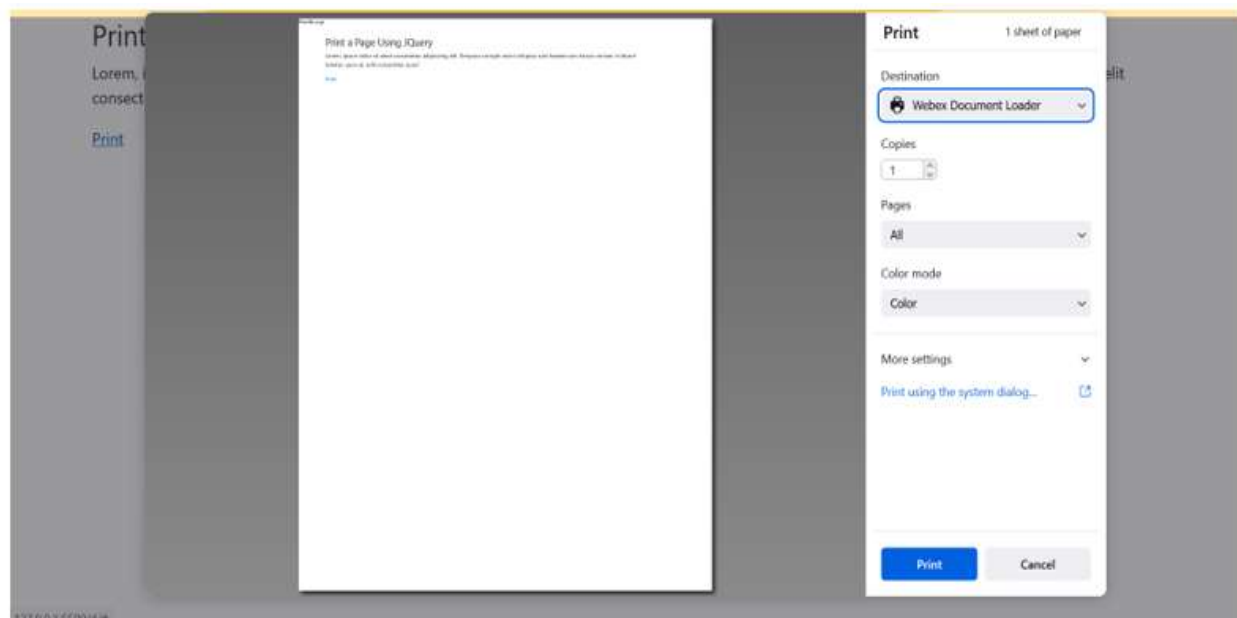 Print
Lorem,
consect
Print
elit
Print a Page Using JQuery
Print
Print 1 sheet of paper
Destination
Webex Document Loader
Copies
1
Pages
All
Color mode
Color
More settings
Print using the system dialog...
Print Cancel